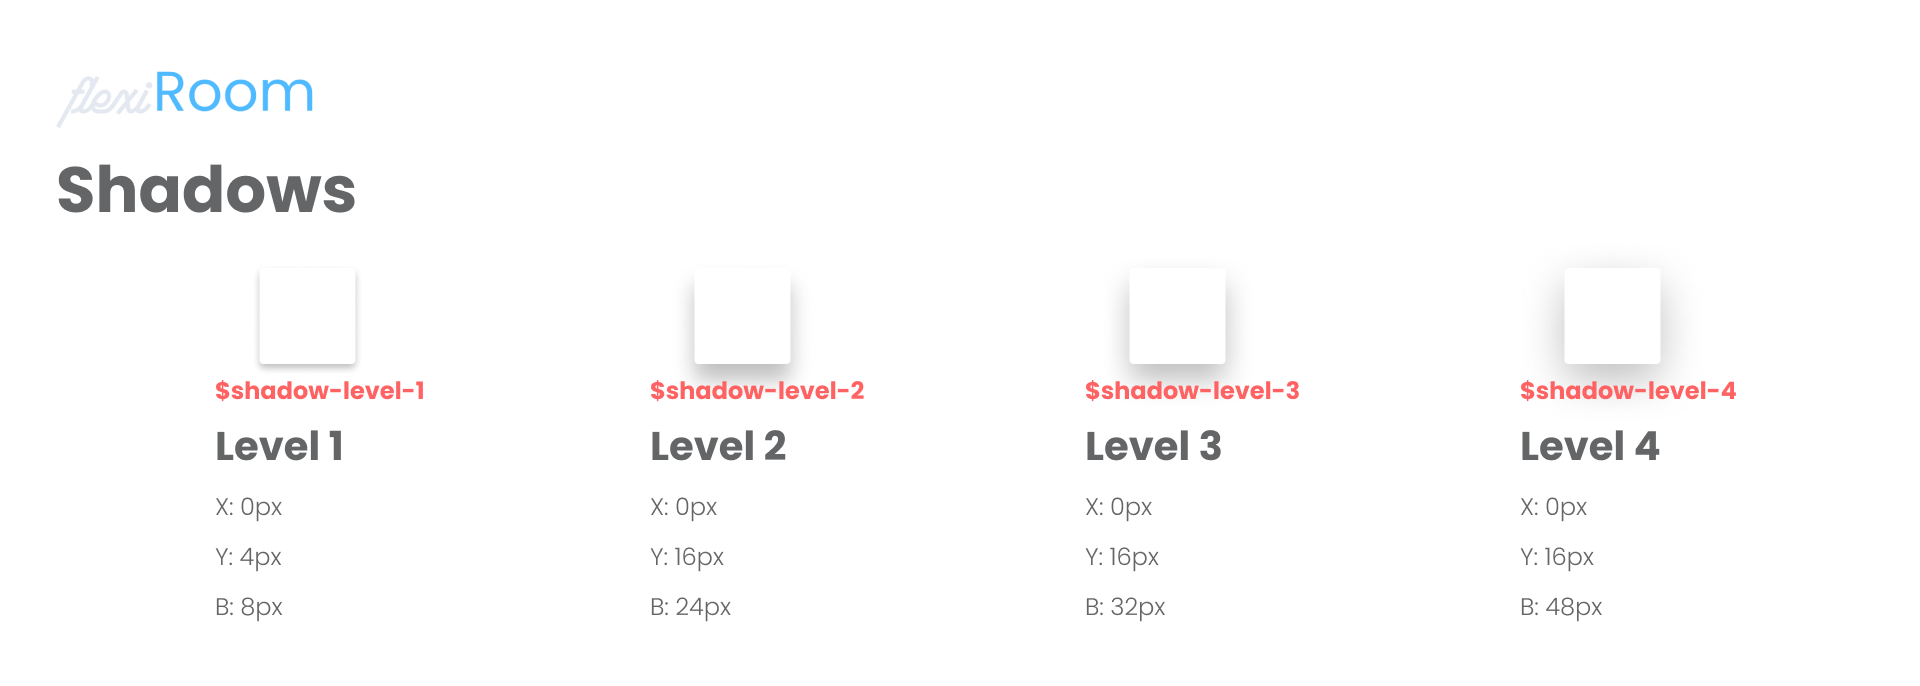 flexiRoom
Shadows
$shadow-level-1
Level 1
X: 0px
Y: 4px
B: 8px
$shadow-level-2
Level 2
X: 0px
Y: 16px
B: 24px
$shadow-level-3
Level 3
X: 0px
Y: 16px
B: 32px
$shadow-level-4
Level 4
X: 0px
Y: 16px
B: 48px